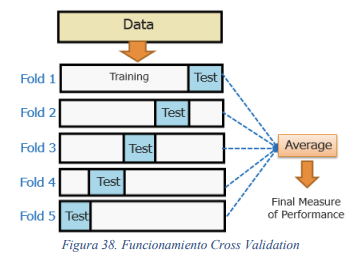 Data
Fold 1
Training
Test
Fold 2
Test
Fold 3
Test
Average
Fold 4
Test
Final Measure
of Performance
Fold 5
Test
Figura 38. Funcionamiento Cross Validation